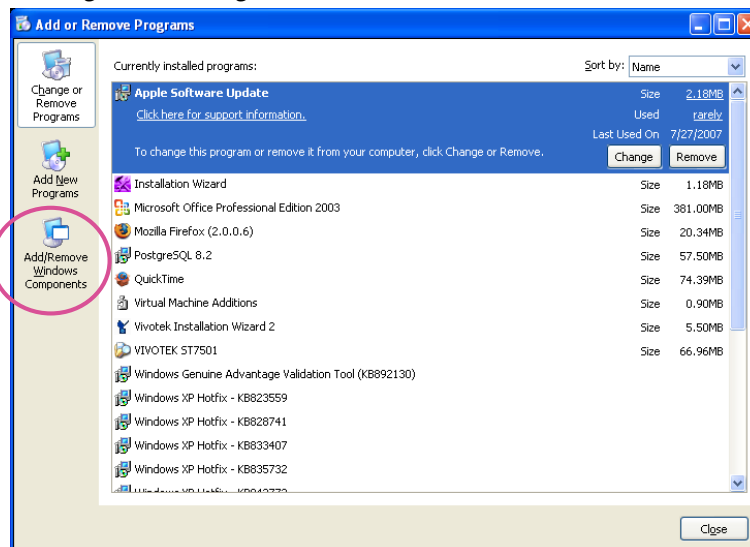 Add or Remove Programs
Change or
Remove
Programs
Add New
Programs
Add/Remove
Windows
Components
Currently installed programs:
Sort by: Name
Apple Software Update Size 2.18MB
Click here for support information. Used rarely
Last Used On 7/27/2007
To change this program or remove it from your computer, click Change or Remove. Change Remove
Installation Wizard Size 1.18MB
Microsoft Office Professional Edition 2003 Size 381.00MB
Mozilla Firefox (2.0.0.6) Size 20.34MB
PostgreSQL 8.2 Size 57.50MB
QuickTime Size 74.39MB
Virtual Machine Additions Size 0.90MB
Vivotek Installation Wizard 2 Size 5.50MB
VIVOTEK ST7501 Size 66.96MB
Windows Genuine Advantage Validation Tool (KB892130)
Windows XP Hotfix - KB823559
Windows XP Hotfix - KB828741
Windows XP Hotfix - KB833407
Windows XP Hotfix - KB835732
Close